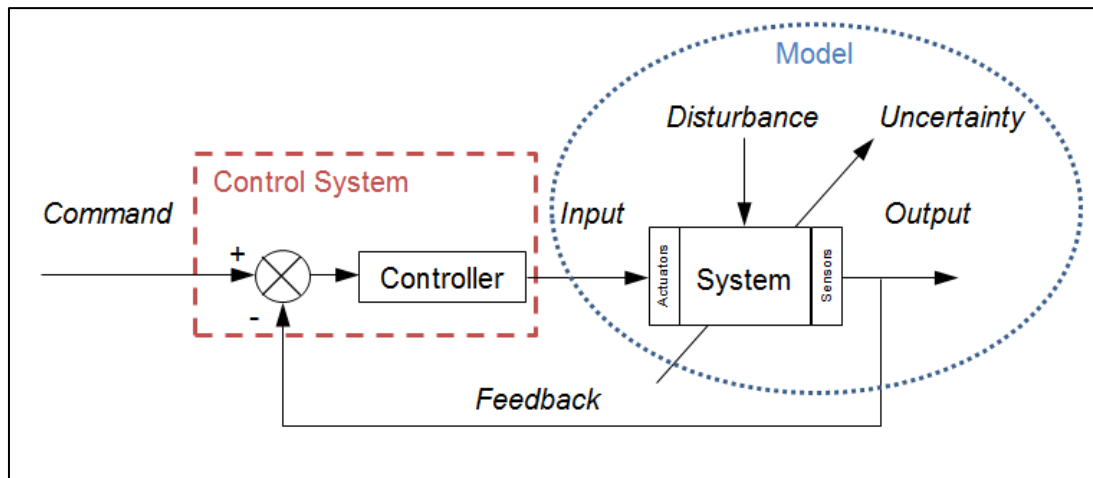 Model
Disturbance
Uncertainty
Control System
Command
Input
Output
+
Controller
Actuators
System
Sensors
-
Feedback